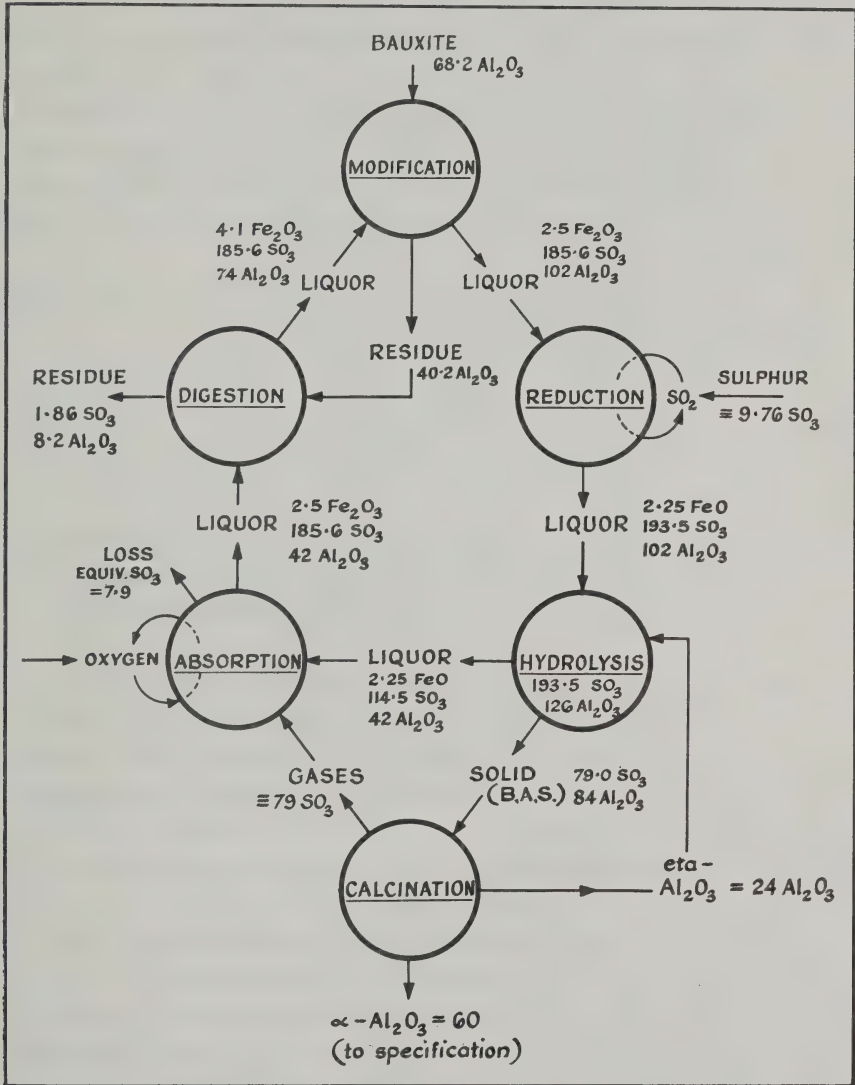 BAUXITE
68·2 Al₂O₃
MODIFICATION
4·1 Fe₂O₃
185·6 SO₃
74 Al₂O₃
LIQUOR
2·5 Fe₂O₃
185·6 SO₃
102 Al₂O₃
LIQUOR
RESIDUE
40·2 Al₂O₃
RESIDUE
1·86 SO₃
8·2 Al₂O₃
DIGESTION
REDUCTION
SO₂
SULPHUR
≡ 9·76 SO₃
LIQUOR
2·5 Fe₂O₃
185·6 SO₃
42 Al₂O₃
LIQUOR
2·25 FeO
193·5 SO₃
102 Al₂O₃
LOSS
EQUIV. SO₃
=7·9
OXYGEN
ABSORPTION
LIQUOR
2·25 FeO
114·5 SO₃
42 Al₂O₃
HYDROLYSIS
193·5 SO₃
126 Al₂O₃
GASES
≡ 79 SO₃
SOLID
(B.A.S.)
79·0 SO₃
84 Al₂O₃
CALCINATION
eta-
Al₂O₃ = 24 Al₂O₃
∝-Al₂O₃ = 60
(to specification)